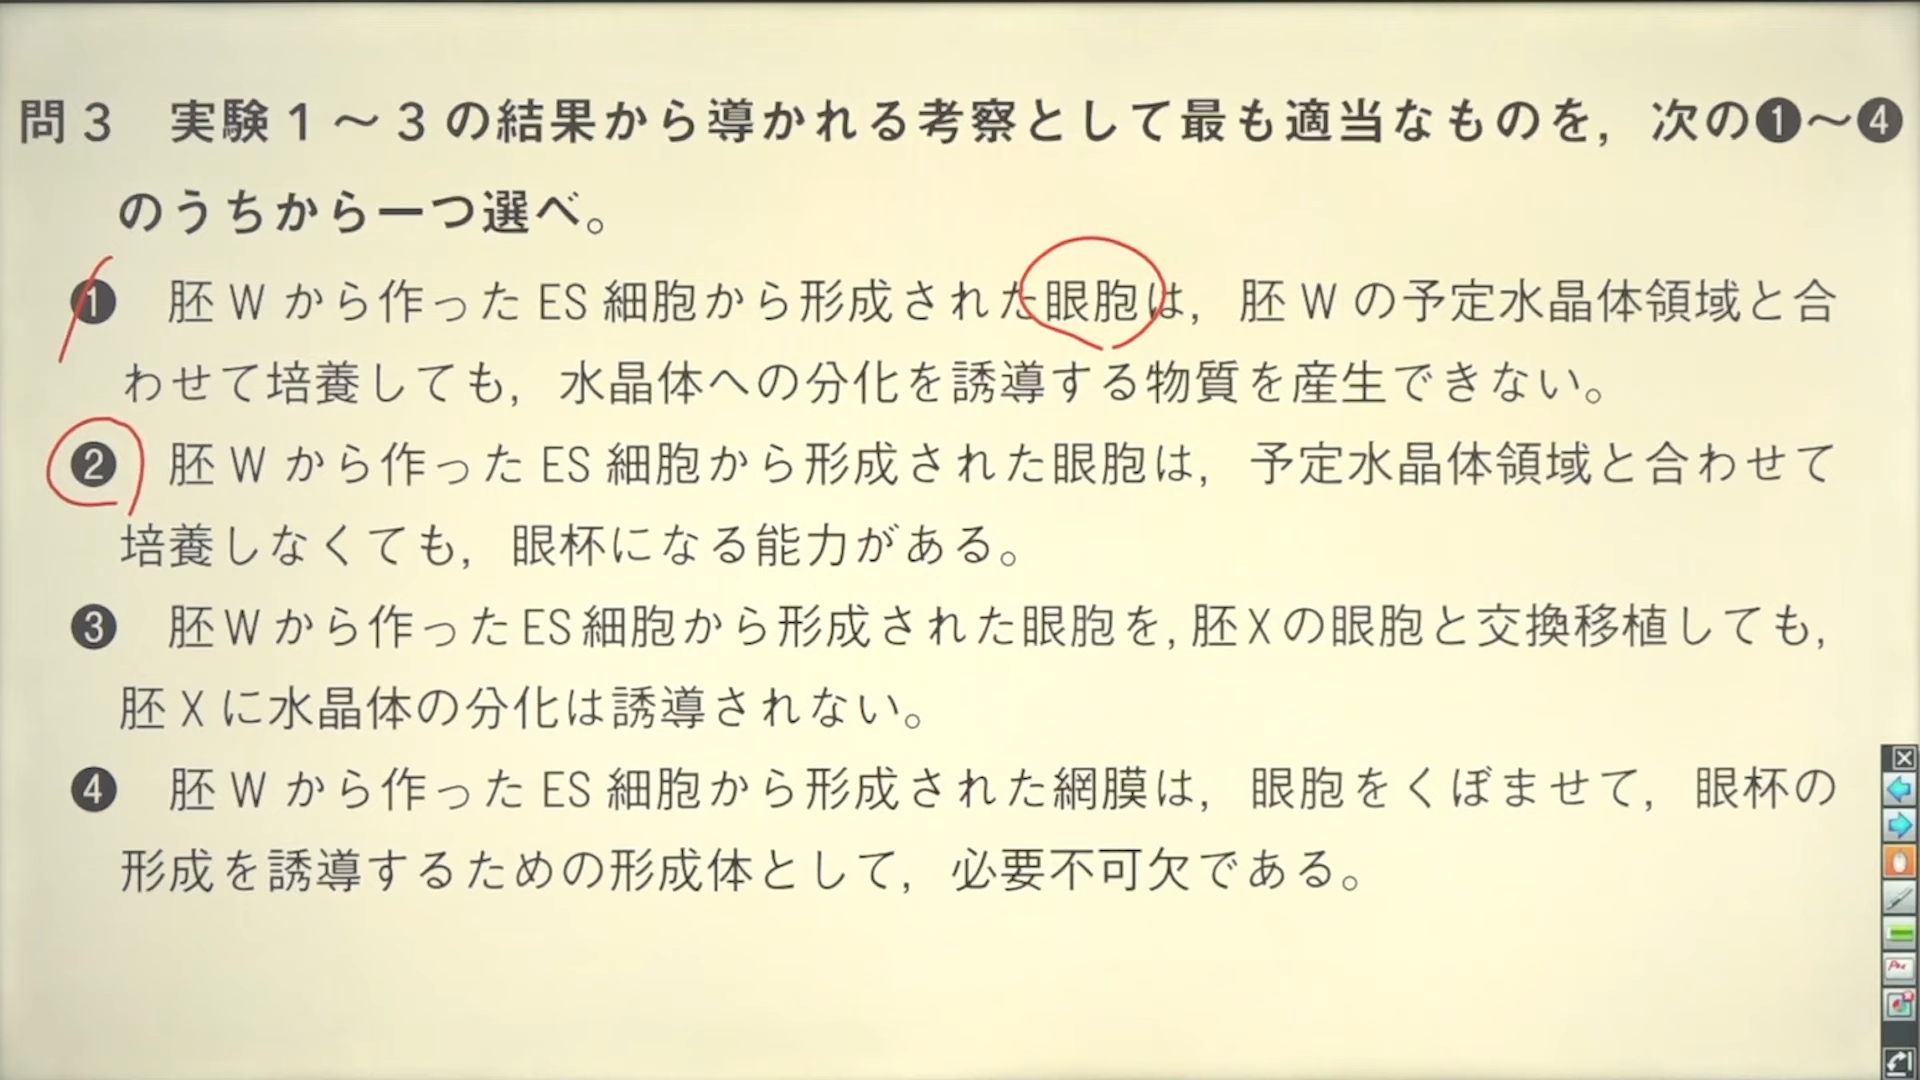 問3　実験1～3の結果から導かれる考察として最も適当なものを，次の❶～❹
のうちから一つ選べ。
❶　胚Wから作ったES細胞から形成された眼胞は，胚Wの予定水晶体領域と合
わせて培養しても，水晶体への分化を誘導する物質を産生できない。
❷　胚Wから作ったES細胞から形成された眼胞は，予定水晶体領域と合わせて
培養しなくても，眼杯になる能力がある。
❸　胚Wから作ったES細胞から形成された眼胞を，胚Xの眼胞と交換移植しても，
胚Xに水晶体の分化は誘導されない。
❹　胚Wから作ったES細胞から形成された網膜は，眼胞をくぼませて，眼杯の
形成を誘導するための形成体として，必要不可欠である。